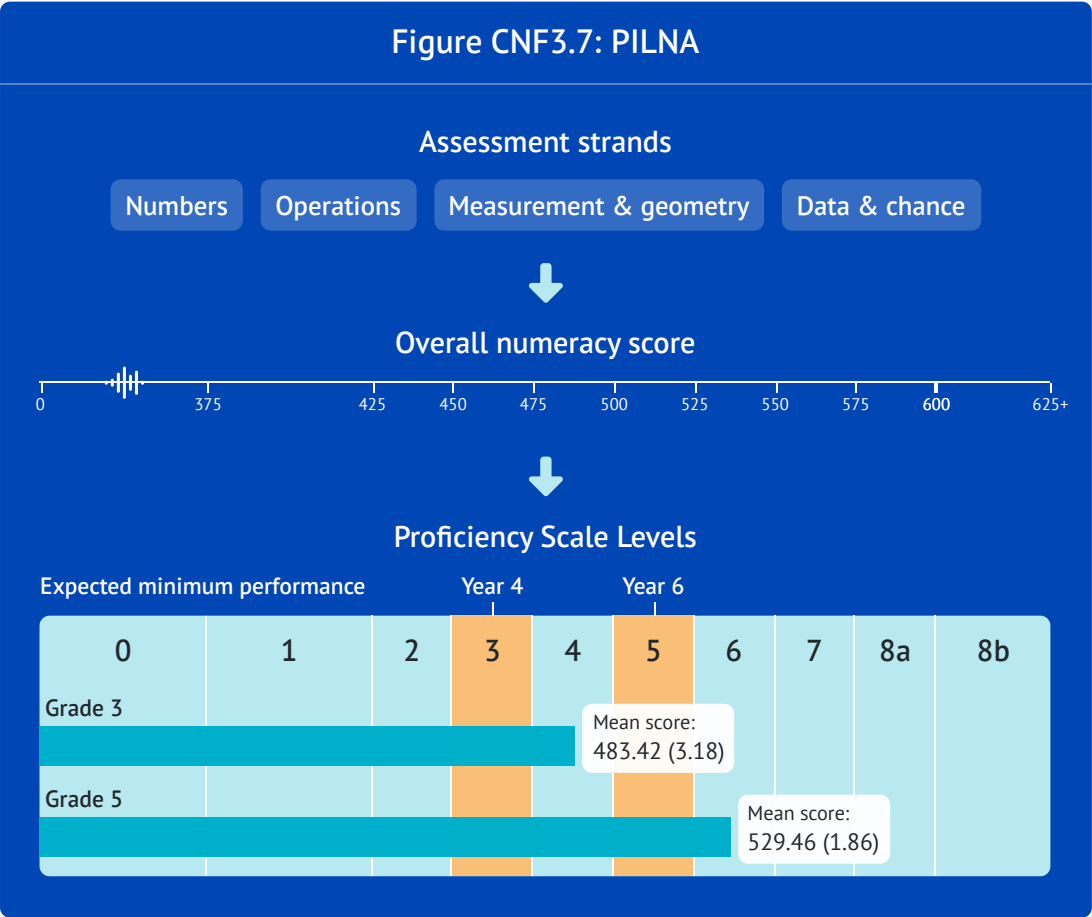 Figure CNF3.7: PILNA
Assessment strands
Numbers Operations Measurement & geometry Data & chance
Overall numeracy score
0 375 425 450 475 500 525 550 575 600 625+
Proficiency Scale Levels
Expected minimum performance Year 4 Year 6
0 1 2 3 4 5 6 7 8a 8b
Grade 3
Mean score:
483.42 (3.18)
Grade 5
Mean score:
529.46 (1.86)